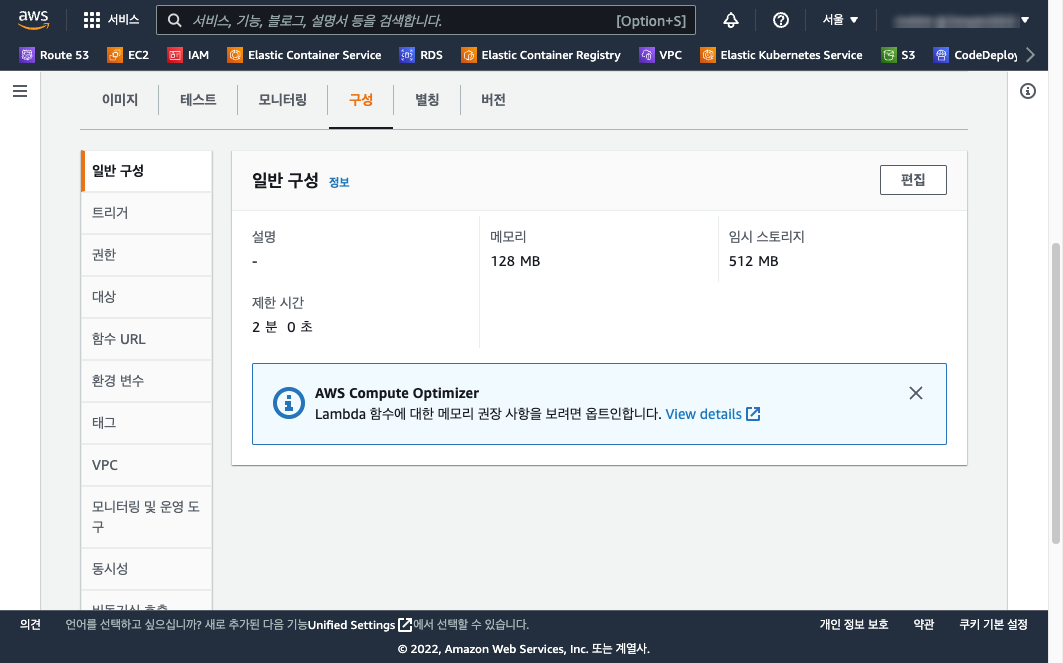 aws
서비스
서비스, 기능, 블로그, 설명서 등을 검색합니다.
[Option+S]
서울
Route 53
EC2
IAM
Elastic Container Service
RDS
Elastic Container Registry
VPC
Elastic Kubernetes Service
S3
CodeDeploy
이미지
테스트
모니터링
구성
별칭
버전
일반 구성
트리거
권한
대상
함수 URL
환경 변수
태그
VPC
모니터링 및 운영 도
구
동시성
비동기식 호출
일반 구성 정보
편집
설명
-
메모리
128 MB
임시 스토리지
512 MB
제한 시간
2 분 0 초
AWS Compute Optimizer
Lambda 함수에 대한 메모리 권장 사항을 보려면 옵트인합니다. View details
의견
언어를 선택하고 싶으십니까? 새로 추가된 다음 기능Unified Settings에서 선택할 수 있습니다.
개인 정보 보호
약관
쿠키 기본 설정
© 2022, Amazon Web Services, Inc. 또는 계열사.